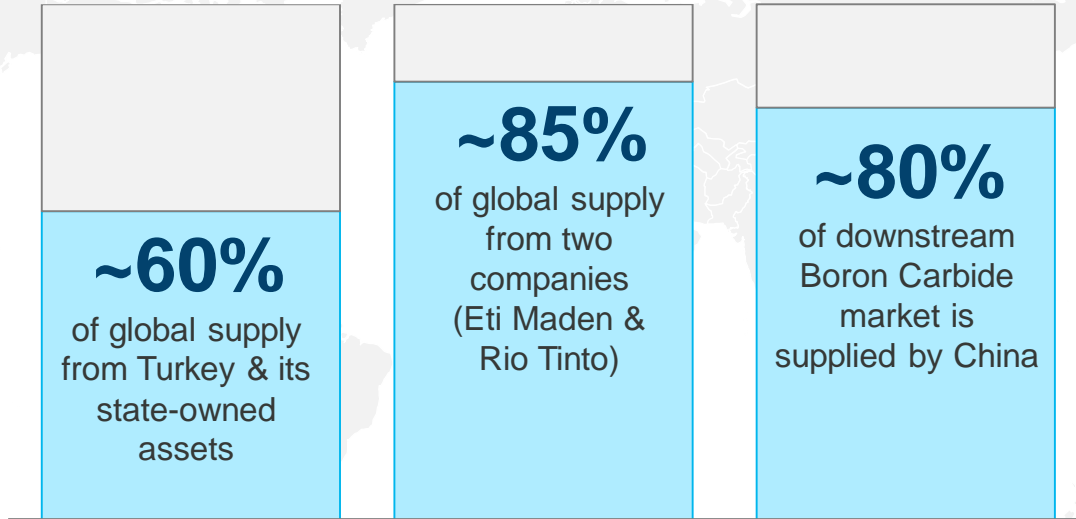 ~60%
of global supply
from Turkey & its
state-owned
assets
~85%
of global supply
from two
companies
(Eti Maden &
Rio Tinto)
~80%
of downstream
Boron Carbide
market is
supplied by China